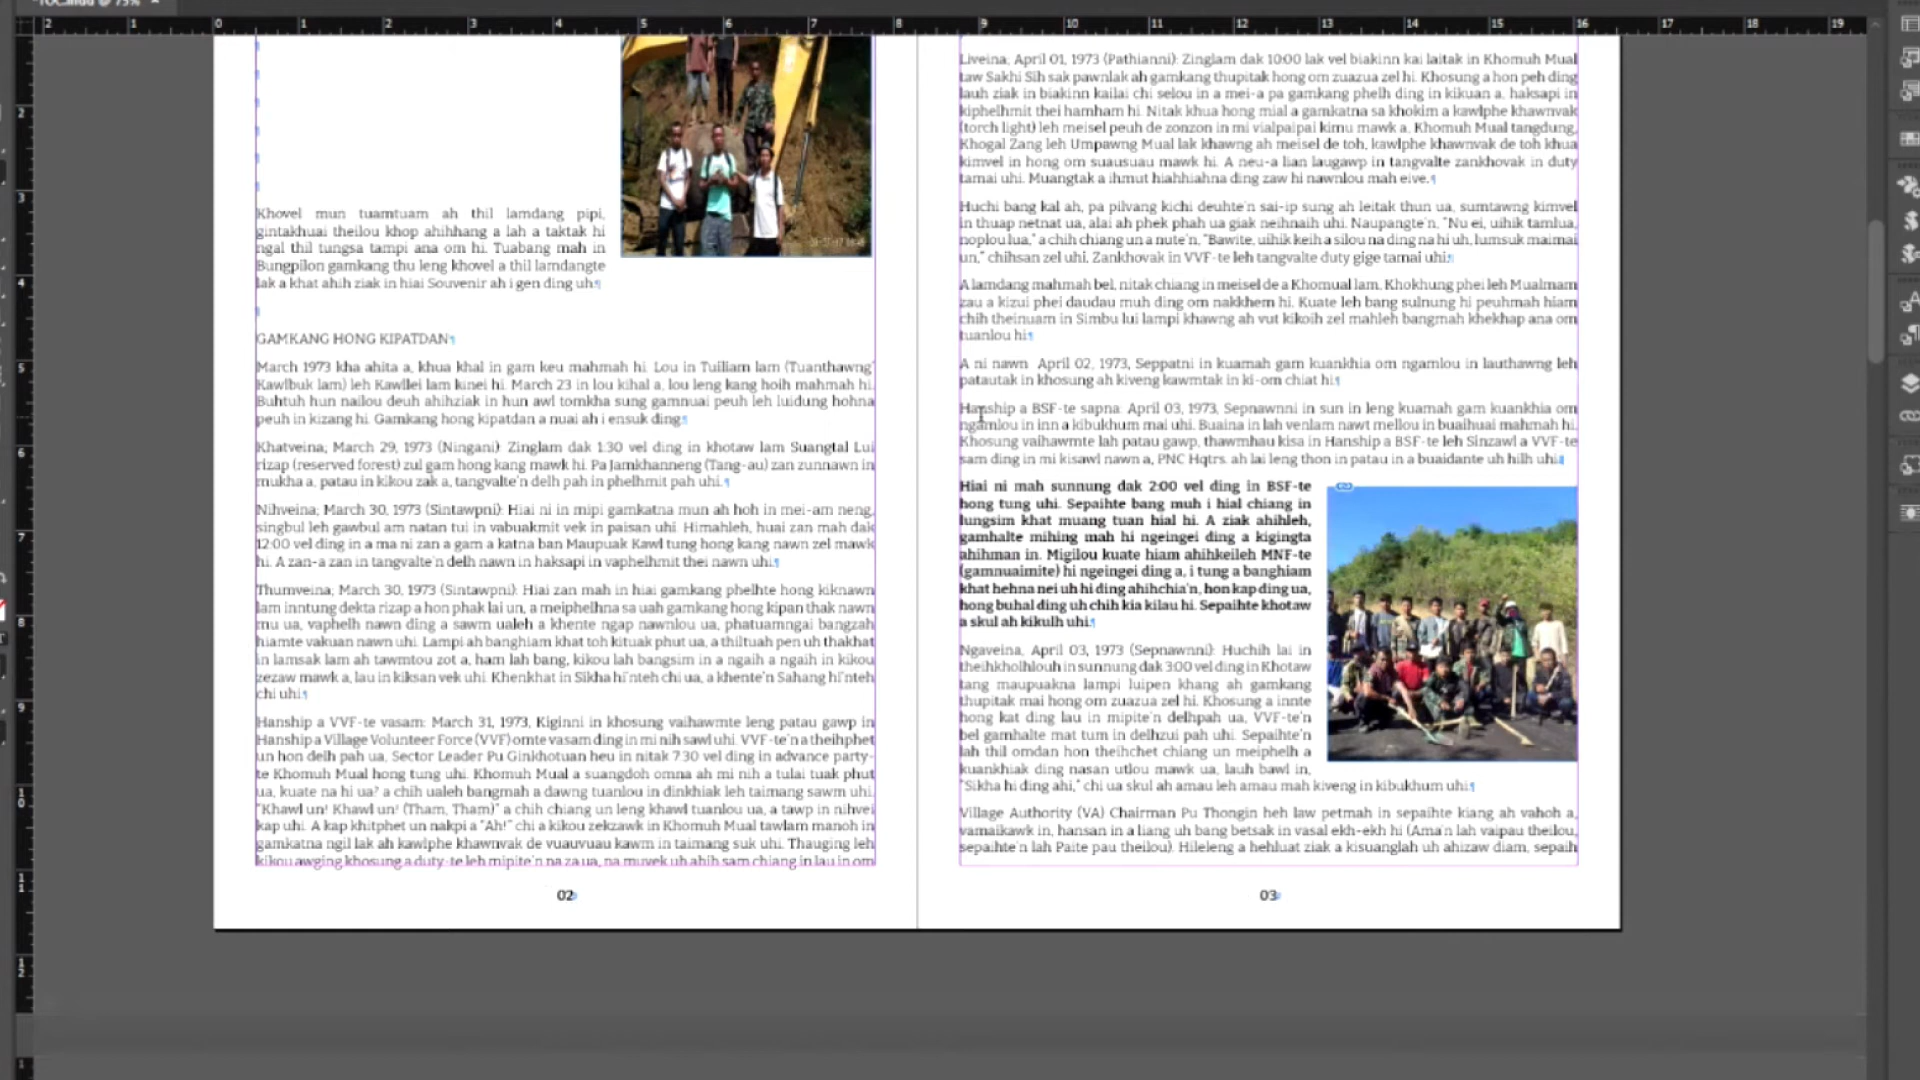 *TOC.indd @ 75%
2 1 0 1 2 3 4 5 6 7 8 9 10 11 12 13 14 15 16 17 18 19
Khovel mun tuamtuam ah thil lamdang pipi,
gintakhuai theilou khop ahihhang a lah a taktak hi
ngal thil tungsa tampi ana om hi. Tuabang mah in
Bungpilon gamkang thu leng khovel a thil lamdangte
lak a khat ahih ziak in hiai Souvenir ah i gen ding uh.
GAMKANG HONG KIPATDAN
March 1973 kha ahita a, khua khal in gam keu mahmah hi. Lou in Tuiliam lam (Tuanthawng
Kawlbuk lam) leh Kawllei lam kinei hi. March 23 in lou kihal a, lou leng kang hoih mahmah hi.
Buhtuh hun nailou deuh ahihziak in hun awl tomkha sung gamnuai peuh leh luidung hohna
peuh in kizang hi. Gamkang hong kipatdan a nuai ah i ensuk ding:
Khatveina; March 29, 1973 (Ningani): Zinglam dak 1:30 vel ding in khotaw lam Suangtal Lui
rizap (reserved forest) zul gam hong kang mawk hi. Pa Jamkhanneng (Tang-au) zan zunnawn in
mukha a, patau in kikou zak a, tangvalte'n delh pah in phelhmit pah uhi.
Nihveina; March 30, 1973 (Sintawpni): Hiai ni in mipi gamkatna mun ah hoh in mei-am neng,
singbul leh gawbul am natan tui in vabuakmit vek in paisan uhi. Himahleh, huai zan mah dak
12:00 vel ding in a ma ni zan a gam a katna ban Maupuak Kawl tung hong kang nawn zel mawk
hi. A zan-a zan in tangvalte'n delh nawn in haksapi in vaphelhmit thei nawn uhi.
Thumveina; March 30, 1973 (Sintawpni): Hiai zan mah in hiai gamkang phelhte hong kiknawn
lam inntung dekta rizap a hon phak lai un, a meiphelhna sa uah gamkang hong kipan thak nawn
mu ua, vaphelh nawn ding a sawm ualeh a khente ngap nawnlou ua, phatuamngai bangzah
hiamte vakuan nawn uhi. Lampi ah banghiam khat toh kituak phut ua, a thiltuah pen uh thakhat
in lamsak lam ah tawmtou zot a, ham lah bang, kikou lah bangsim in a ngaih a ngaih in kikou
zezaw mawk a, lau in kiksan vek uhi. Khenkhat in Sikha hi'nteh chi ua, a khente'n Sahang hi'nteh
chi uhi.
Hanship a VVF-te vasam: March 31, 1973, Kiginni in khosung vaihawmte leng patau gawp in
Hanship a Village Volunteer Force (VVF) omte vasam ding in mi nih sawl uhi. VVF-te'n a theihphet
un hon delh pah ua, Sector Leader Pu Ginkhotuan heu in nitak 7:30 vel ding in advance party-
te Khomuh Mual hong tung uhi. Khomuh Mual a suangdoh omna ah mi nih a tulai tuak phut
ua, kuate na hi ua? a chih ualeh bangmah a dawng tuanlou in dinkhiak leh taimang sawm uhi.
"Khawl un! Khawl un! (Tham, Tham)" a chih chiang un leng khawl tuanlou ua, a tawp in nihvei
kap uhi. A kap khitphet un nakpi a "Ah!" chi a kikou zekzawk in Khomuh Mual tawlam manoh in
gamkatna ngil lak ah kawlphe khawnvak de vuauvuau kawm in taimang suk uhi. Thauging leh
kikou awging khosung a duty-te leh mipite'n na za ua, na muvek uh ahih sam chiang in lau in om
02
Liveina; April 01, 1973 (Pathianni): Zinglam dak 10:00 lak vel biakinn kai laitak in Khomuh Mual
taw Sakhi Sih sak pawnlak ah gamkang thupitak hong om zuazua zel hi. Khosung a hon peh ding
lauh ziak in biakinn kailai chi selou in a mei-a pa gamkang phelh ding in kikuan a, haksapi in
kiphelhmit thei hamham hi. Nitak khua hong mial a gamkatna sa khokim a kawlphe khawnvak
(torch light) leh meisel peuh de zonzon in mi vialpaipai kimu mawk a, Khomuh Mual tangdung,
Khogal Zang leh Umpawng Mual lak khawng ah meisel de toh, kawlphe khawnvak de toh khua
kimvel in hong om suausuau mawk hi. A neu-a lian laugawp in tangvalte zankhovak in duty
tamai uhi. Muangtak a ihmut hiahhiahna ding zaw hi nawnlou mah eive.
Huchi bang kal ah, pa pilvang kichi deuhte'n sai-ip sung ah leitak thun ua, sumtawng kimvel
in thuap netnat ua, alai ah phek phah ua giak neihnaih uhi. Naupangte'n, "Nu ei, uihik tamlua,
noplou lua," a chih chiang un a nute'n, "Bawite, uihik keih a silou na ding na hi uh, lumsuk maimai
un," chihsan zel uhi. Zankhovak in VVF-te leh tangvalte duty gige tamai uhi.
A lamdang mahmah bel, nitak chiang in meisel de a Khomual lam, Khokhung phei leh Mualmam
zau a kizui phei daudau muh ding om nakkhem hi. Kuate leh bang sulnung hi peuhmah hiam
chih theinuam in Simbu lui lampi khawng ah vut kikoih zel mahleh bangmah khekhap ana om
tuanlou hi.
A ni nawn April 02, 1973, Seppatni in kuamah gam kuankhia om ngamlou in lauthawng leh
patautak in khosung ah kiveng kawmtak in ki-om chiat hi.
Hanship a BSF-te sapna: April 03, 1973, Sepnawnni in sun in leng kuamah gam kuankhia om
ngamlou in inn a kibukhum mai uhi. Buaina in lah venlam nawt mellou in buaihuai mahmah hi.
Khosung vaihawmte lah patau gawp, thawmhau kisa in Hanship a BSF-te leh Sinzawl a VVF-te
sam ding in mi kisawl nawn a, PNC Hqtrs. ah lai leng thon in patau in a buaidante uh hilh uhi.
Hiai ni mah sunnung dak 2:00 vel ding in BSF-te
hong tung uhi. Sepaihte bang muh i hial chiang in
lungsim khat muang tuan hial hi. A ziak ahihleh,
gamhalte mihing mah hi ngeingei ding a kigingta
ahihman in. Migilou kuate hiam ahihkeileh MNF-te
(gamnuaimite) hi ngeingei ding a, i tung a banghiam
khat hehna nei uh hi ding ahihchia'n, hon kap ding ua,
hong buhal ding uh chih kia kilau hi. Sepaihte khotaw
a skul ah kikulh uhi.
Ngaveina, April 03, 1973 (Sepnawnni): Huchih lai in
theihkholhlouh in sunnung dak 3:00 vel ding in Khotaw
tang maupuakna lampi luipen khang ah gamkang
thupitak mai hong om zuazua zel hi. Khosung a innte
hong kat ding lau in mipite'n delhpah ua, VVF-te'n
bel gamhalte mat tum in delhzui pah uhi. Sepaihte'n
lah thil omdan hon theihchet chiang un meiphelh a
kuankhiak ding nasan utlou mawk ua, lauh bawl in,
"Sikha hi ding ahi," chi ua skul ah amau leh amau mah kiveng in kibukhum uhi.
Village Authority (VA) Chairman Pu Thongin heh law petmah in sepaihte kiang ah vahoh a,
vamaikawk in, hansan in a liang uh bang betsak in vasal ekh-ekh hi (Ama'n lah vaipau theilou,
sepaihte'n lah Paite pau theilou). Hileleng a hehluat ziak a kisuanglah uh ahizaw diam, sepaih
03